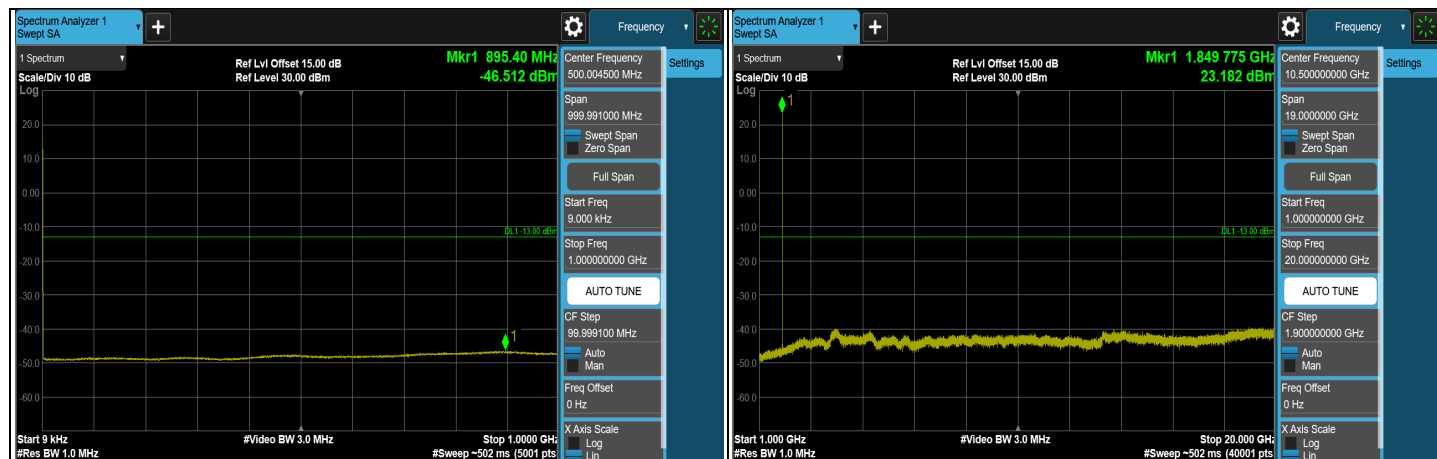 Spectrum Analyzer 1
Swept SA
+
Frequency
1 Spectrum
Scale/Div 10 dB
Log
Ref Lvl Offset 15.00 dB
Ref Level 30.00 dBm
Mkr1 895.40 MHz
-46.512 dBm
20.0
10.0
0.00
-10.0
-20.0
-30.0
-40.0
-50.0
-60.0
DL1 -13.00 dBm
1
Start 9 kHz
#Res BW 1.0 MHz
#Video BW 3.0 MHz
Stop 1.0000 GHz
#Sweep ~502 ms (5001 pts)
Center Frequency
500.004500 MHz
Settings
Span
999.991000 MHz
Swept Span
Zero Span
Full Span
Start Freq
9.000 kHz
Stop Freq
1.000000000 GHz
AUTO TUNE
CF Step
99.999100 MHz
Auto
Man
Freq Offset
0 Hz
X Axis Scale
Log
Lin
Spectrum Analyzer 1
Swept SA
+
Frequency
1 Spectrum
Scale/Div 10 dB
Log
Ref Lvl Offset 15.00 dB
Ref Level 30.00 dBm
Mkr1 1.849 775 GHz
23.182 dBm
1
20.0
10.0
0.00
-10.0
-20.0
-30.0
-40.0
-50.0
-60.0
DL1 -13.00 dBm
Start 1.000 GHz
#Res BW 1.0 MHz
#Video BW 3.0 MHz
Stop 20.000 GHz
#Sweep ~502 ms (40001 pts)
Center Frequency
10.500000000 GHz
Settings
Span
19.0000000 GHz
Swept Span
Zero Span
Full Span
Start Freq
1.000000000 GHz
Stop Freq
20.000000000 GHz
AUTO TUNE
CF Step
1.900000000 GHz
Auto
Man
Freq Offset
0 Hz
X Axis Scale
Log
Lin